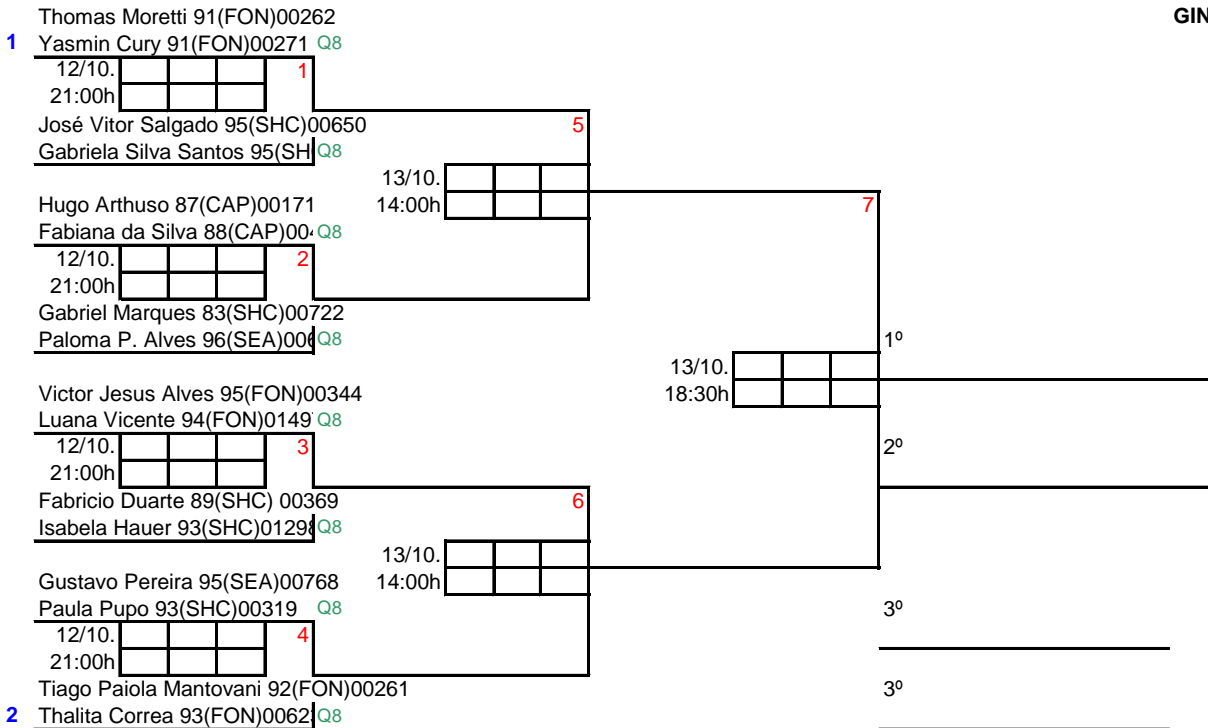 Thomas Moretti 91(FON)00262
GIN
1 Yasmin Cury 91(FON)00271 Q8
12/10. 1
21:00h
José Vitor Salgado 95(SHC)00650 5
Gabriela Silva Santos 95(SH Q8
13/10.
Hugo Arthuso 87(CAP)00171 14:00h 7
Fabiana da Silva 88(CAP)00 Q8
12/10. 2
21:00h
Gabriel Marques 83(SHC)00722
Paloma P. Alves 96(SEA)00 Q8 1º
13/10.
Victor Jesus Alves 95(FON)00344 18:30h
Luana Vicente 94(FON)0149 Q8
12/10. 3 2º
21:00h
Fabricio Duarte 89(SHC) 00369 6
Isabela Hauer 93(SHC)01298 Q8
13/10.
Gustavo Pereira 95(SEA)00768 14:00h
Paula Pupo 93(SHC)00319 Q8 3º
12/10. 4
21:00h
Tiago Paiola Mantovani 92(FON)00261 3º
2 Thalita Correa 93(FON)0062 Q8